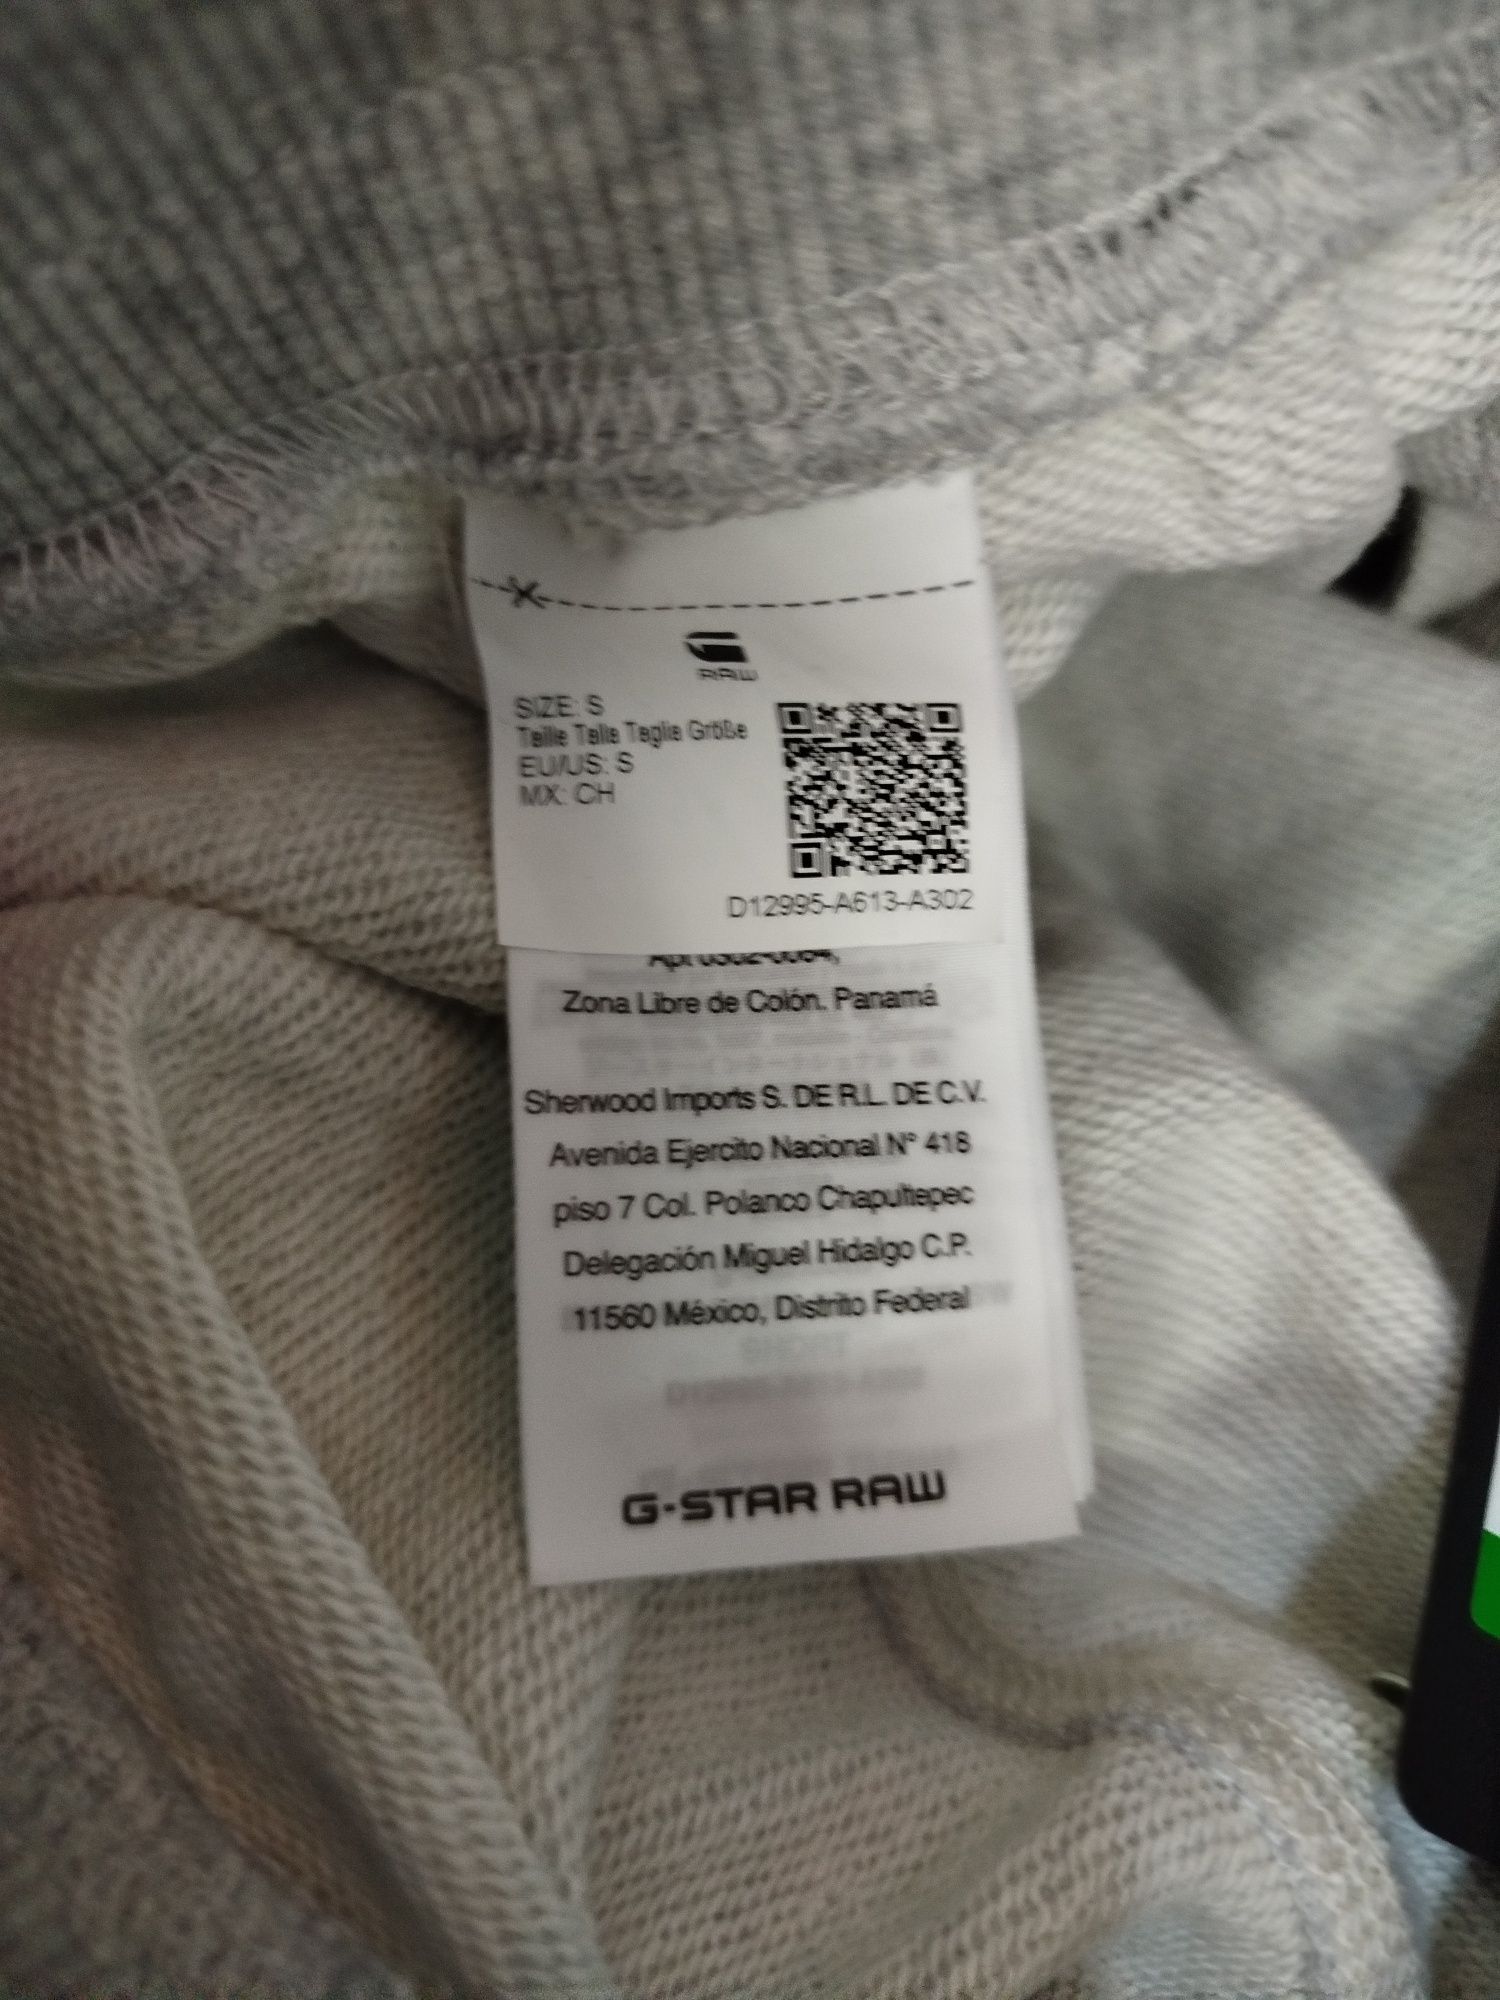 RAW
SIZE: S
Taille Talla Taglia Größe
EU/US: S
MX: CH
D12995-A613-A302
Zona Libre de Colón. Panamá
Sherwood Imports S. DE R.L. DE C.V.
Avenida Ejercito Nacional N° 418
piso 7 Col. Polanco Chapultepec
Delegación Miguel Hidalgo C.P.
11560 México, Distrito Federal
G-STAR RAW